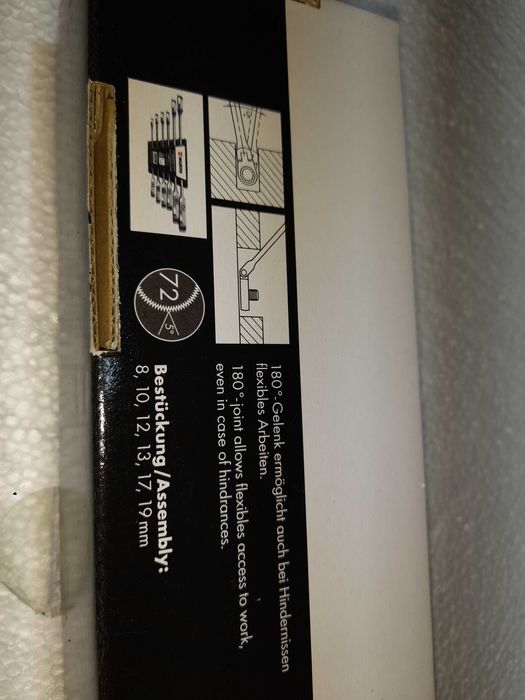 180°-Gelenk ermöglicht auch bei Hindernissen
flexibles Arbeiten.
180°-joint allows flexibles access to work,
even in case of hindrances.
72
5°
Bestückung/Assembly:
8, 10, 12, 13, 17, 19 mm